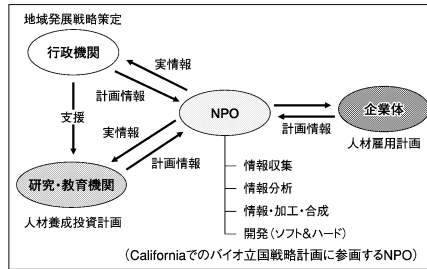 地域発展戦略策定
行政機関
実情報
計画情報
支援
NPO
企業体
計画情報
人材雇用計画
実情報
計画情報
研究・教育機関
人材養成投資計画
情報収集
情報分析
情報・加工・合成
開発(ソフト&ハード)
(Californiaでのバイオ立国戦略計画に参画するNPO)